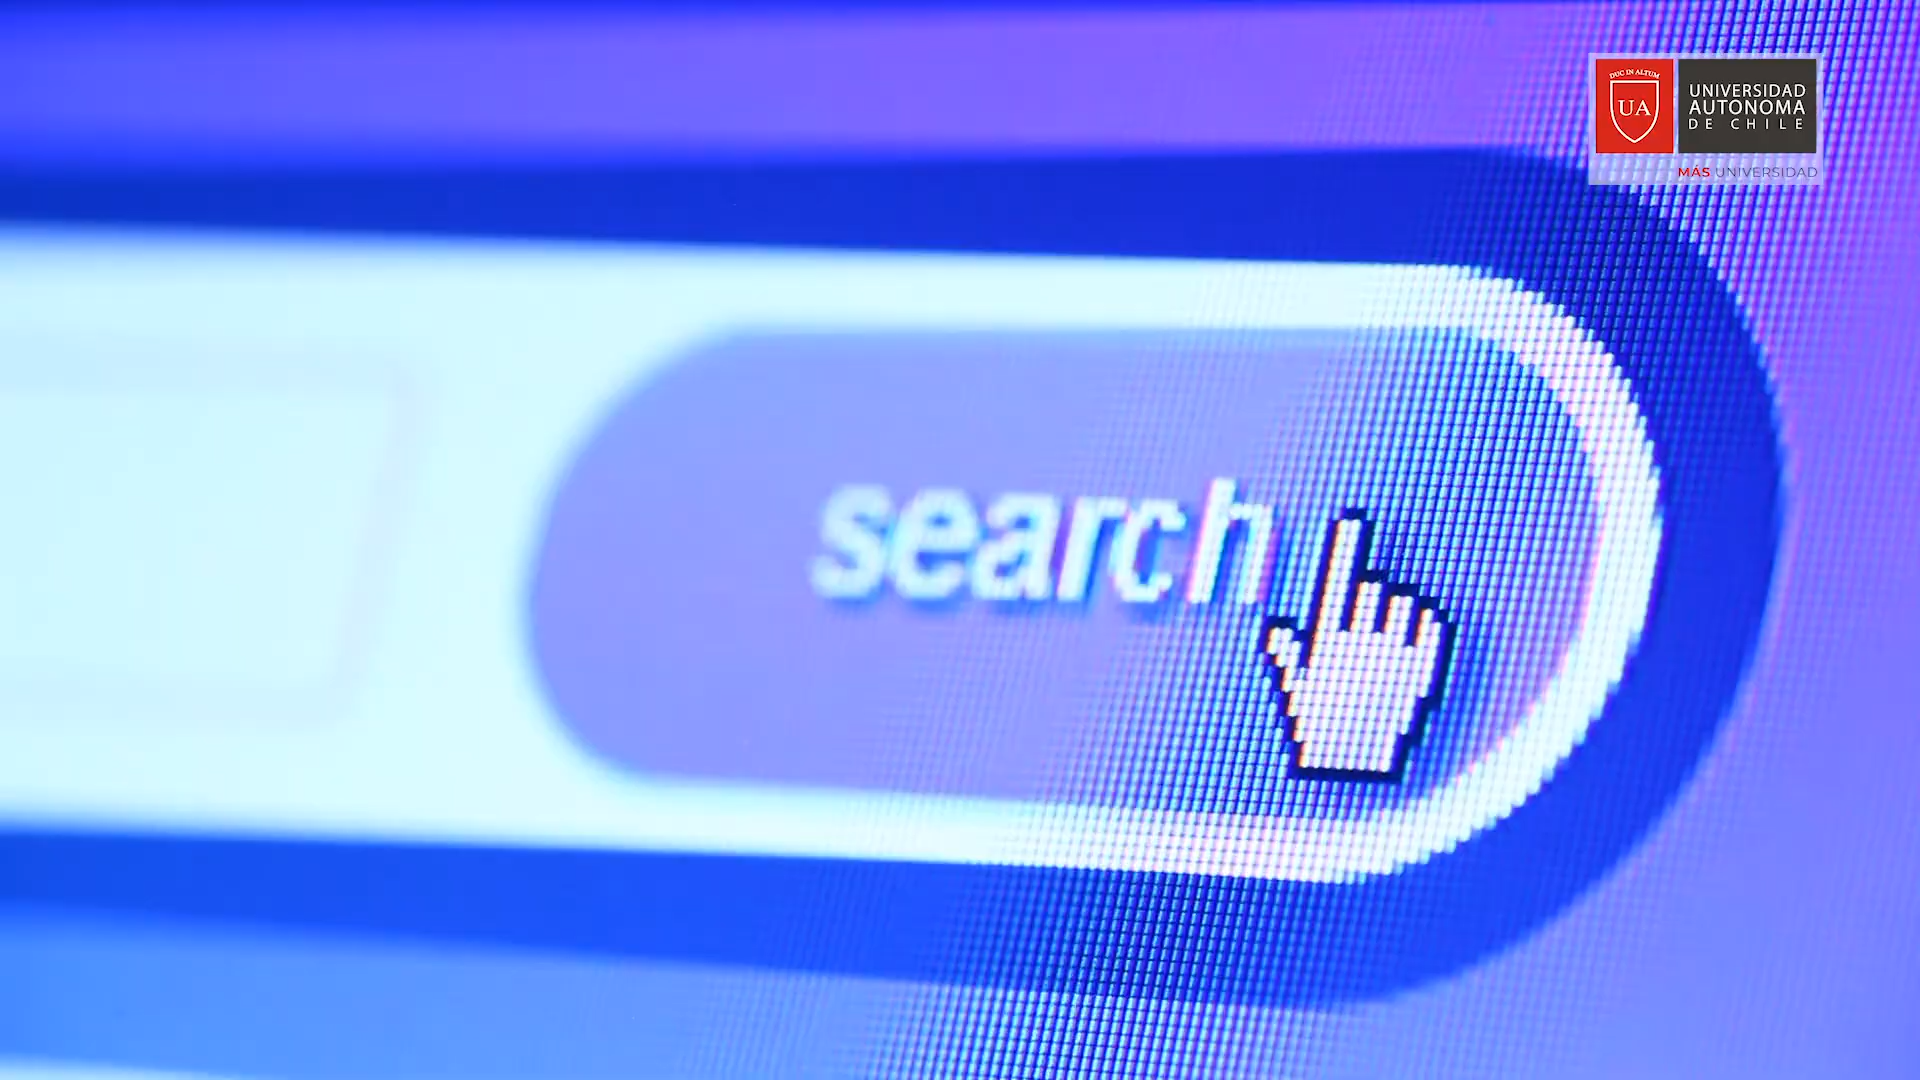 DUC IN ALTUM
UA
UNIVERSIDAD
AUTONOMA
DE CHILE
MÁS UNIVERSIDAD
search